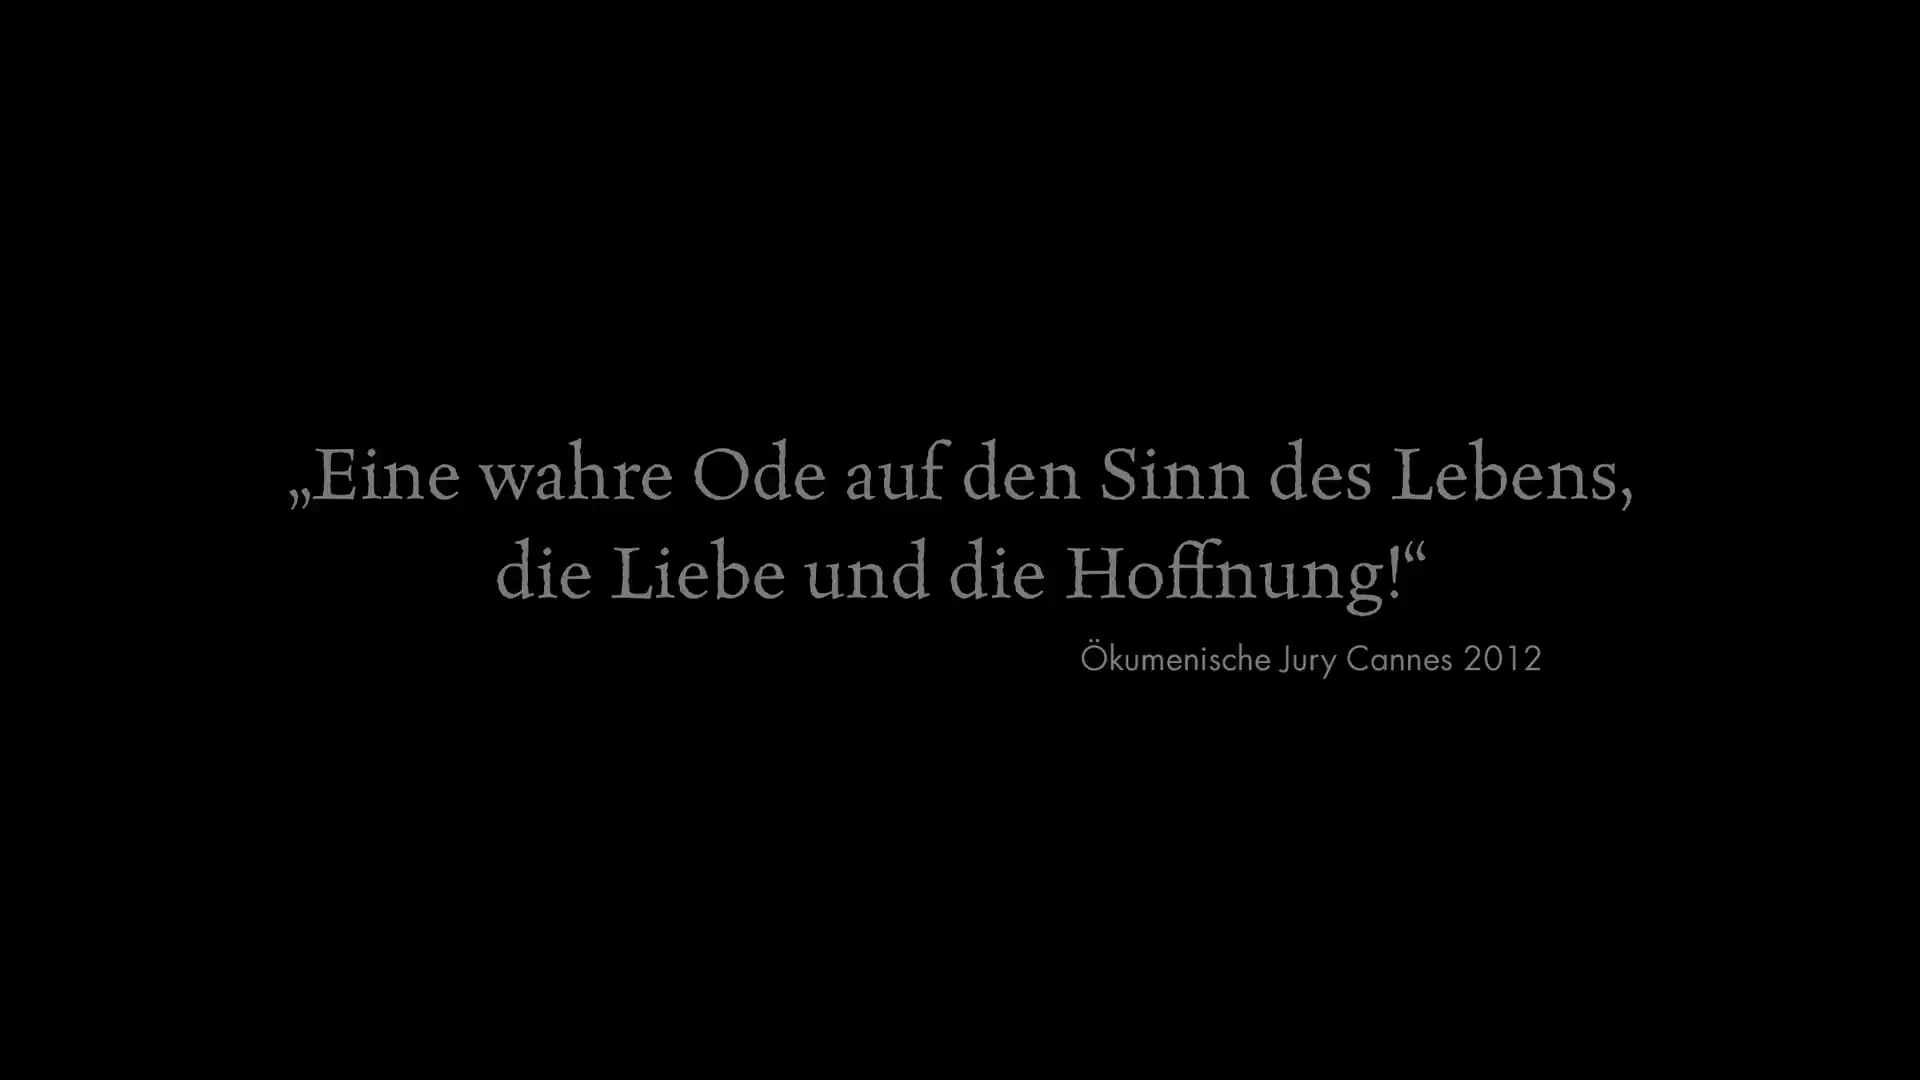 „Eine wahre Ode auf den Sinn des Lebens,
die Liebe und die Hoffnung!“
Ökumenische Jury Cannes 2012